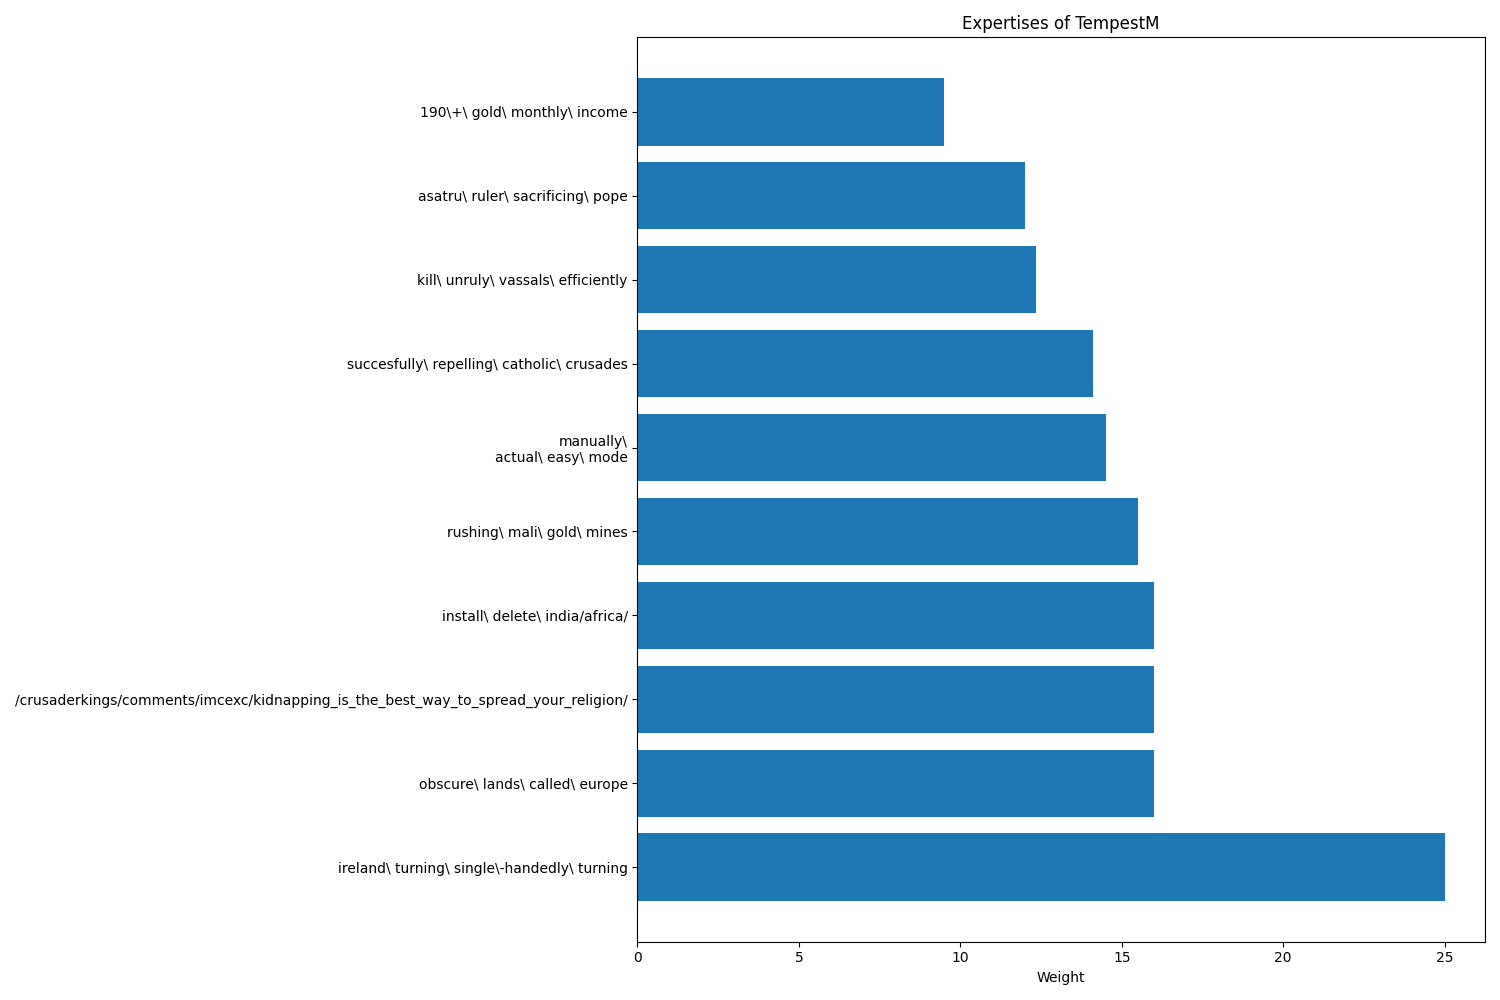 Expertises of TempestM
190\+\ gold\ monthly\ income
asatru\ ruler\ sacrificing\ pope
kill\ unruly\ vassals\ efficiently
succesfully\ repelling\ catholic\ crusades
manually\
actual\ easy\ mode
rushing\ mali\ gold\ mines
install\ delete\ india/africa/
/crusaderkings/comments/imcexc/kidnapping_is_the_best_way_to_spread_your_religion/
obscure\ lands\ called\ europe
ireland\ turning\ single\-handedly\ turning
0 5 10 15 20 25
Weight